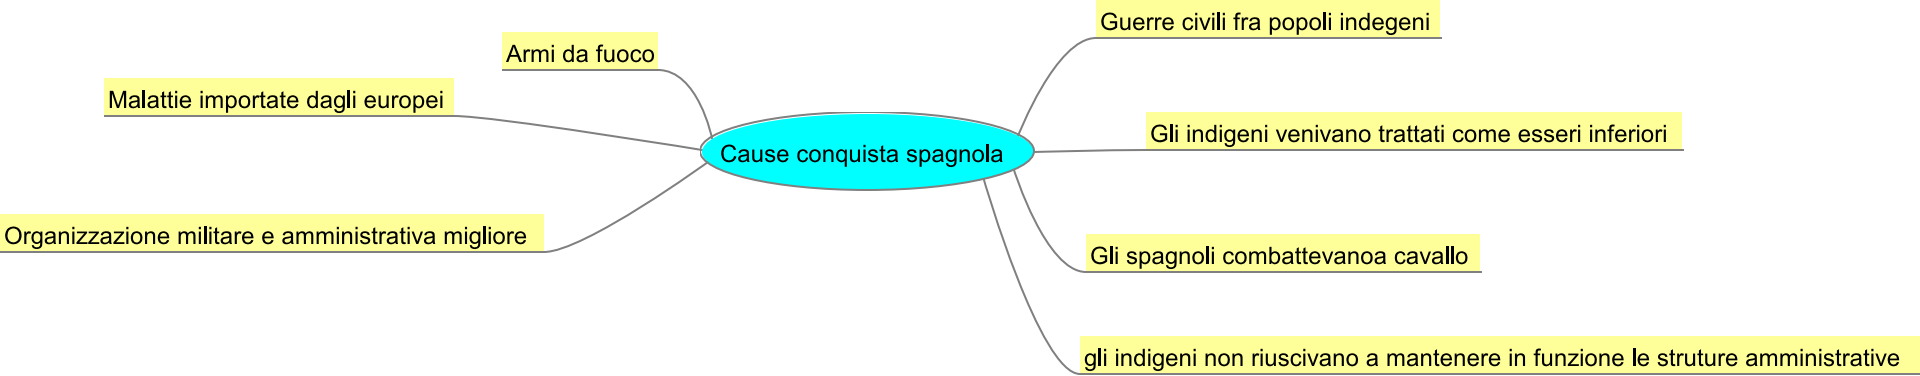 Guerre civili fra popoli indegeni
Armi da fuoco
Malattie importate dagli europei
Gli indigeni venivano trattati come esseri inferiori
Cause conquista spagnola
Organizzazione militare e amministrativa migliore
Gli spagnoli combattevanoa cavallo
gli indigeni non riuscivano a mantenere in funzione le struture amministrative